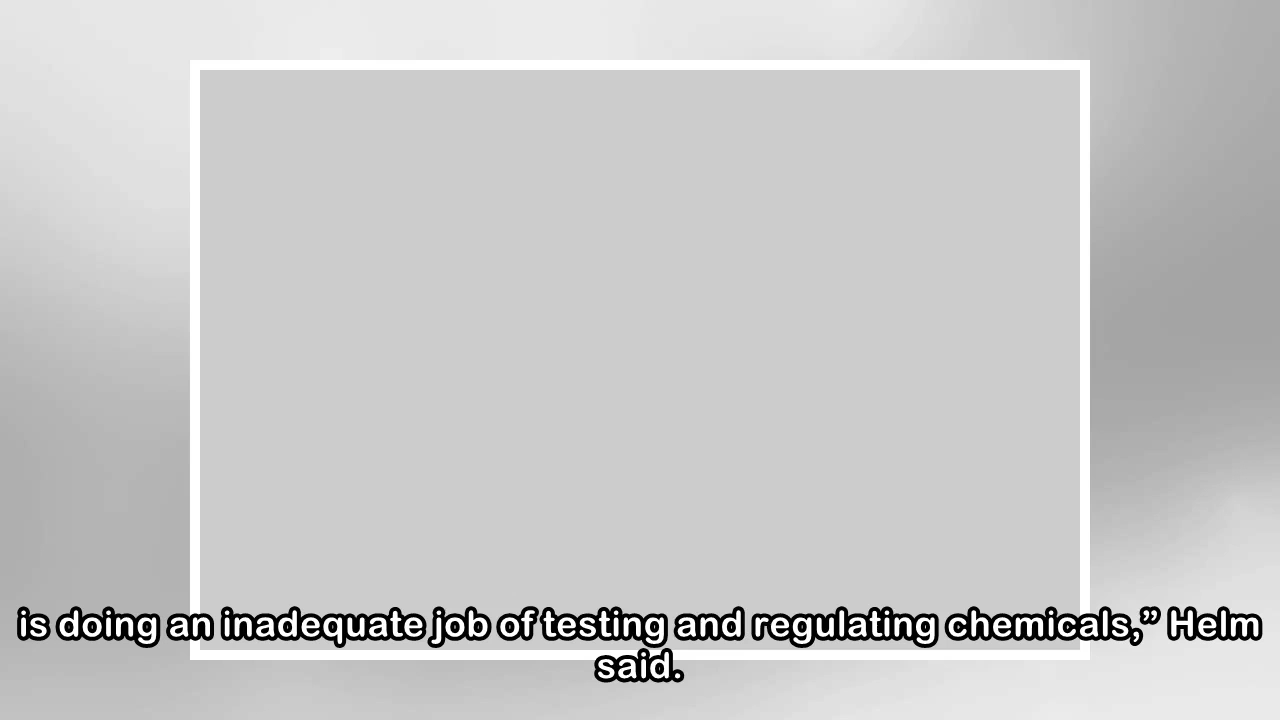 is doing an inadequate job of testing and regulating chemicals,” Helm
said.